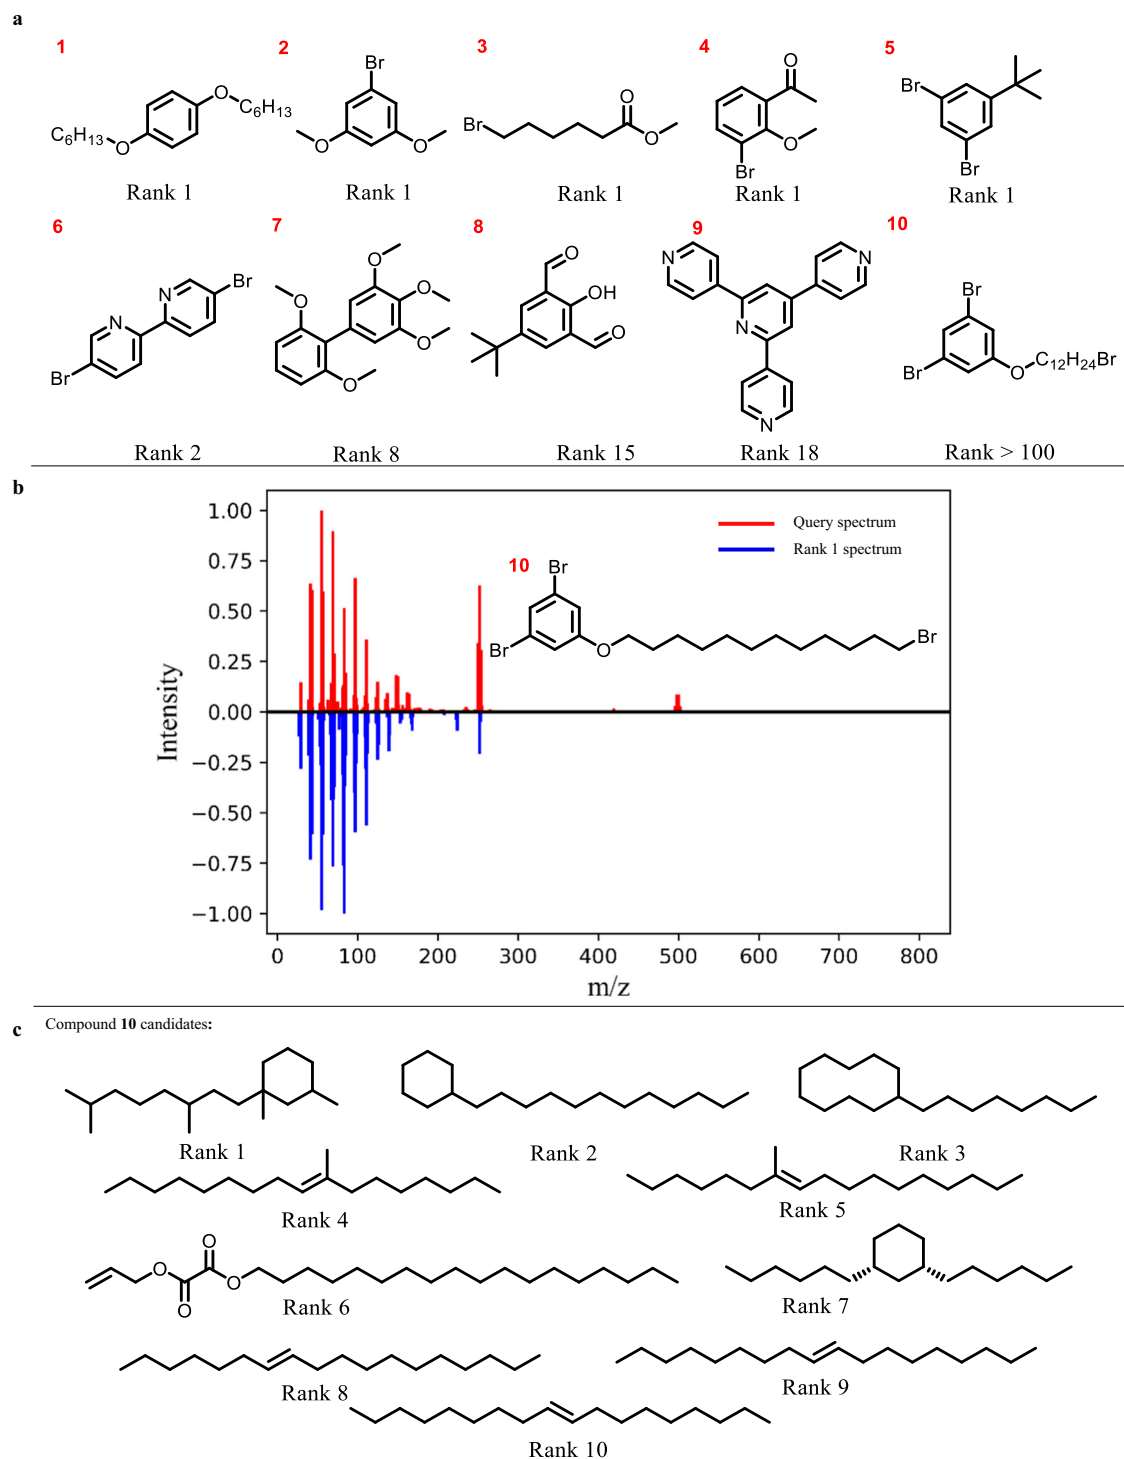 a
1 2 3 4 5
O C6H13
C6H13 O
Br
O O
Br O O
O O Br
Br Br
Rank 1 Rank 1 Rank 1 Rank 1 Rank 1
6 7 8 9 10
N N Br Br
O O O O O
O OH O
N N N N
Br Br O C12H24Br
Rank 2 Rank 8 Rank 15 Rank 18 Rank > 100
b
Query spectrum
Rank 1 spectrum
10
Br
Br O Br
1.00
0.75
0.50
0.25
0.00
−0.25
−0.50
−0.75
−1.00
Intensity
0 100 200 300 400 500 600 700 800
m/z
c
Compound 10 candidates:
Rank 1 Rank 2 Rank 3
Rank 4 Rank 5
O O
O O
Rank 6 Rank 7
Rank 8 Rank 9
Rank 10